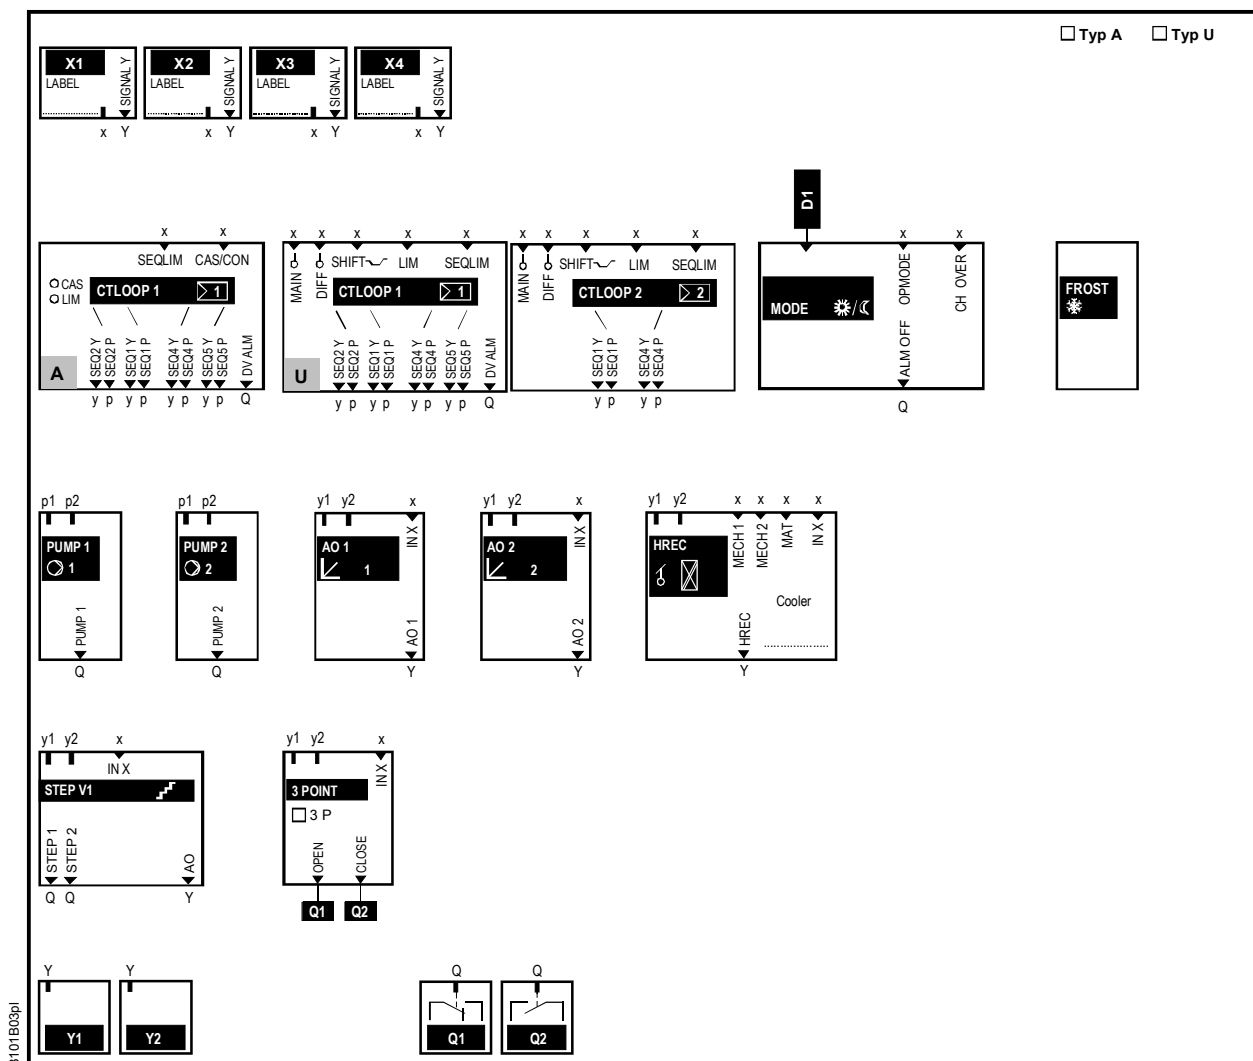 Typ A Typ U
X1 X2 X3 X4
LABEL SIGNAL Y LABEL SIGNAL Y LABEL SIGNAL Y LABEL SIGNAL Y
x Y x Y x Y x Y
D1
x x x x x x x x x x x x x x
SEQLIM CAS/CON MAIN DIFF SHIFT LIM SEQLIM MAIN DIFF SHIFT LIM SEQLIM OPMODE CH OVER
CAS
LIM
CTLOOP 1 1 CTLOOP 1 1 CTLOOP 2 2 MODE / FROST
SEQ2 Y SEQ2 P SEQ1 Y SEQ1 P SEQ4 Y SEQ4 P SEQ5 Y SEQ5 P DV ALM
SEQ2 Y SEQ2 P SEQ1 Y SEQ1 P SEQ4 Y SEQ4 P SEQ5 Y SEQ5 P DV ALM
SEQ1 Y SEQ1 P SEQ4 Y SEQ4 P
ALM OFF
A U
y p y p y p y p Q y p y p y p y p Q y p y p Q
p1 p2 p1 p2 y1 y2 x y1 y2 x y1 y2 x x x x
IN X IN X MECH 1 MECH 2 MAT IN X
PUMP 1 PUMP 2 AO 1 AO 2 HREC
1 2 1 2
Cooler
PUMP 1 PUMP 2 AO 1 AO 2 HREC
Q Q Y Y Y
y1 y2 x y1 y2 x
IN X IN X
STEP V1 3 POINT
3 P
STEP 1 STEP 2 AO OPEN CLOSE
Q Q Y
Q1 Q2
Y Y Q Q
Y1 Y2 Q1 Q2